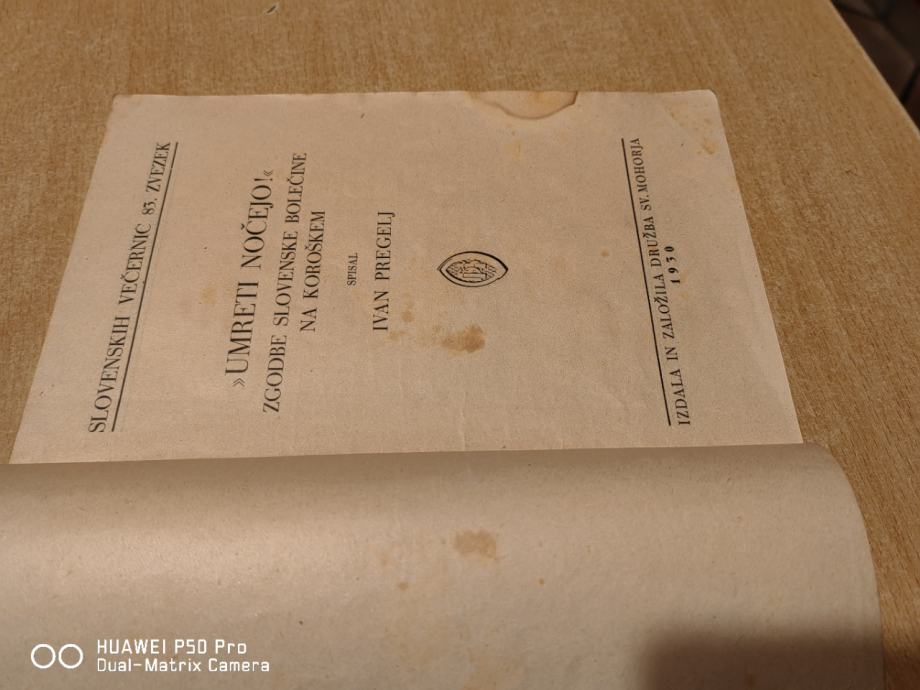 SLOVENSKIH VEČERNIC 83. ZVEZEK
»UMRETI NOČEJO!«
ZGODBE SLOVENSKE BOLEČINE
NA KOROŠKEM
SPISAL
IVAN PREGELJ
IZDALA IN ZALOŽILA DRUŽBA SV. MOHORJA
1930
HUAWEI P50 Pro
Dual-Matrix Camera